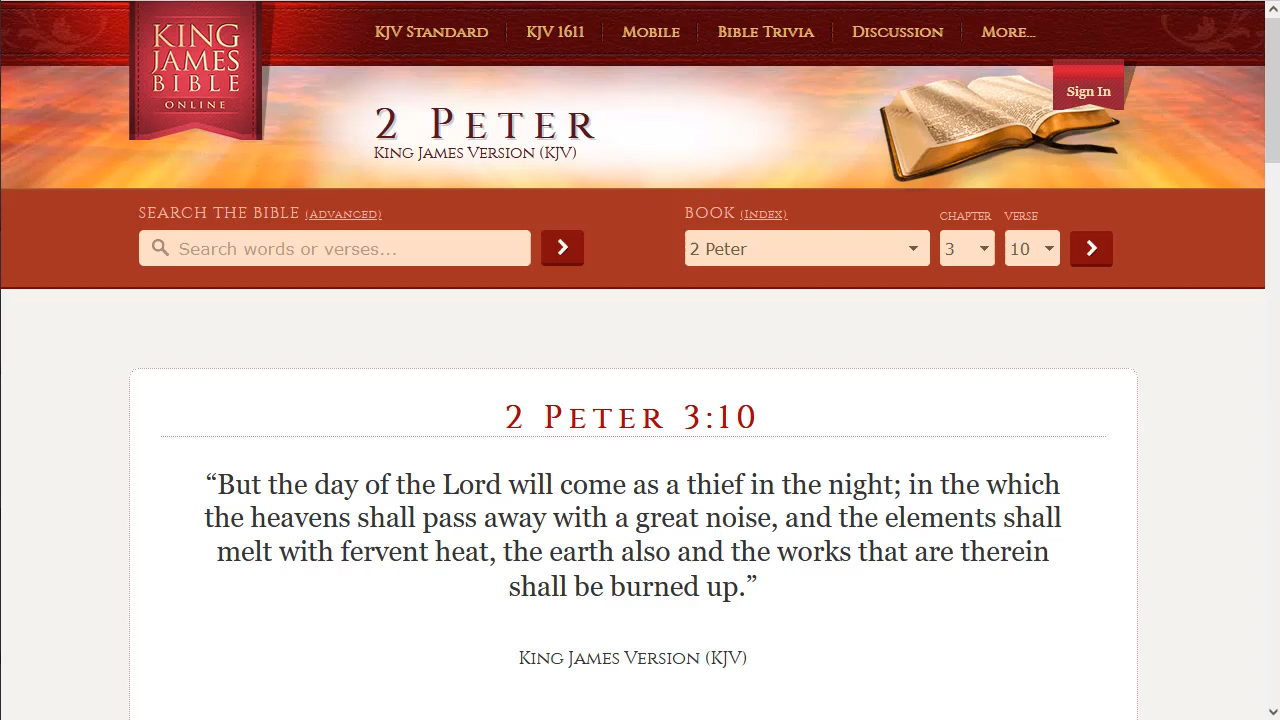 KING
JAMES
BIBLE
ONLINE
KJV Standard
KJV 1611
Mobile
Bible Trivia
Discussion
More...
Sign In
2 Peter
King James Version (KJV)
SEARCH THE BIBLE (Advanced)
Search words or verses...
BOOK (Index)
2 Peter
CHAPTER
3
VERSE
10
2 Peter 3:10
“But the day of the Lord will come as a thief in the night; in the which
the heavens shall pass away with a great noise, and the elements shall
melt with fervent heat, the earth also and the works that are therein
shall be burned up.”
King James Version (KJV)